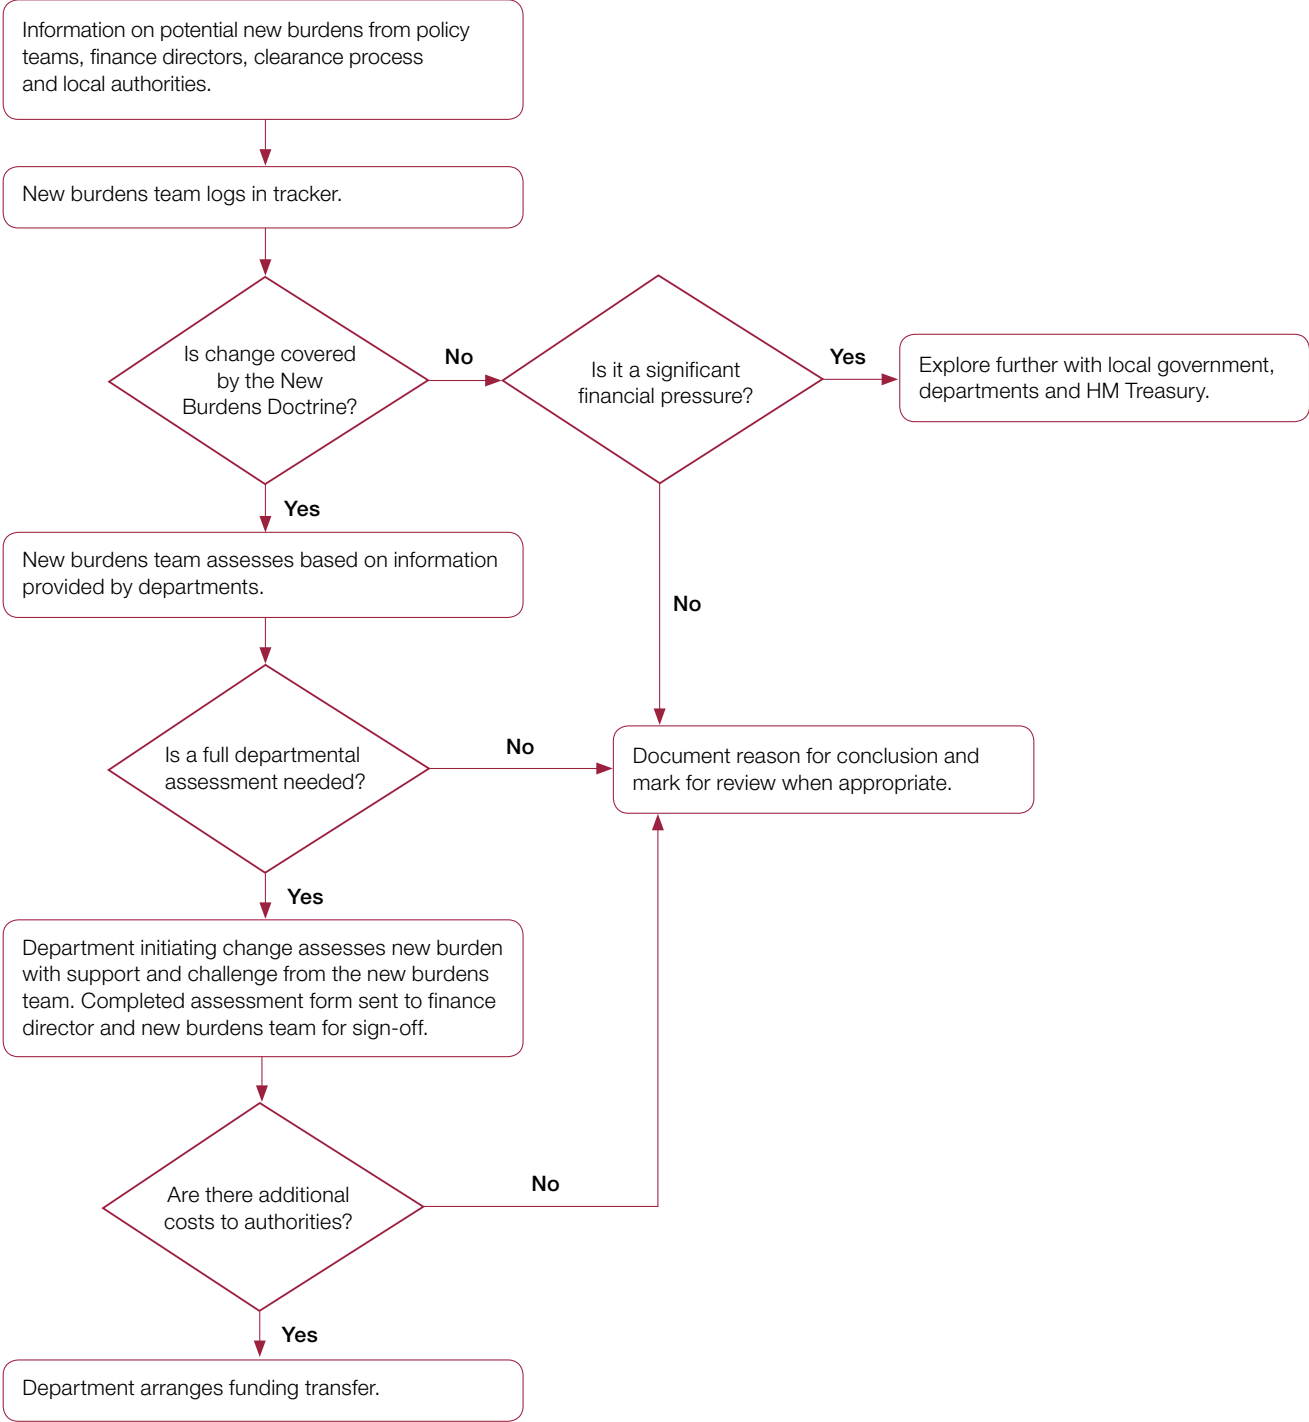 Information on potential new burdens from policy
teams, finance directors, clearance process
and local authorities.
New burdens team logs in tracker.
Is change covered
by the New
Burdens Doctrine?
No
Is it a significant
financial pressure?
Yes
Explore further with local government,
departments and HM Treasury.
Yes
New burdens team assesses based on information
provided by departments.
No
Is a full departmental
assessment needed?
No
Document reason for conclusion and
mark for review when appropriate.
Yes
Department initiating change assesses new burden
with support and challenge from the new burdens
team. Completed assessment form sent to finance
director and new burdens team for sign-off.
Are there additional
costs to authorities?
No
Yes
Department arranges funding transfer.